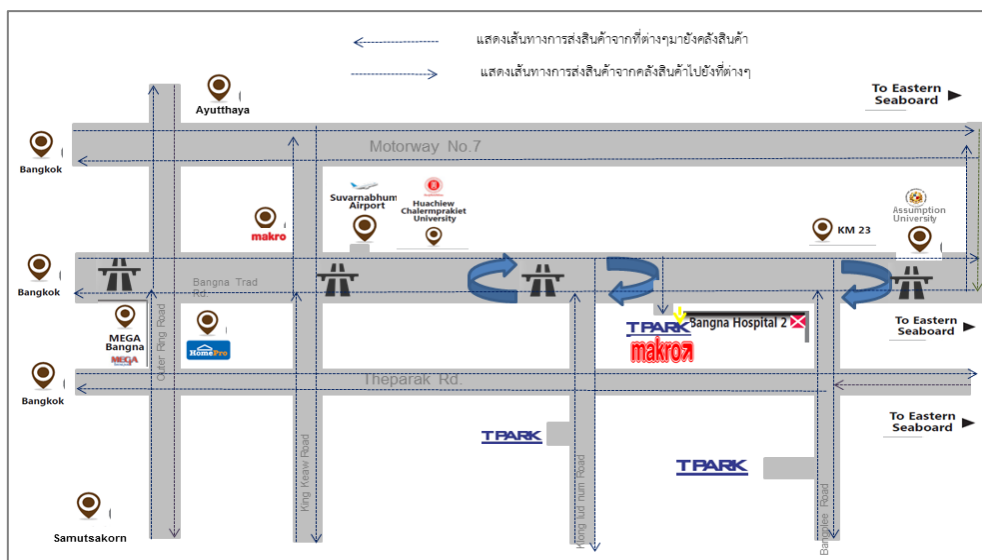 แสดงเส้นทางการส่งสินค้าจากที่ต่างๆมายังคลังสินค้า
แสดงเส้นทางการส่งสินค้าจากคลังสินค้าไปยังที่ต่างๆ
To Eastern
Seaboard
Ayutthaya
Motorway No.7
Bangkok
Suvarnabhum
Airport
Huachiew
Chalermprakiet
University
Assumption
University
makro
KM 23
Bangkok
Bangna Trad
Rd.
MEGA
Bangna
MEGA
HomePro
Outer Ring Road
TPARK
makro
Bangna Hospital 2
To Eastern
Seaboard
Bangkok
Theparak Rd.
To Eastern
Seaboard
TPARK
TPARK
King Keaw Road
Klong lud num Road
Bangplee Road
Samutsakorn